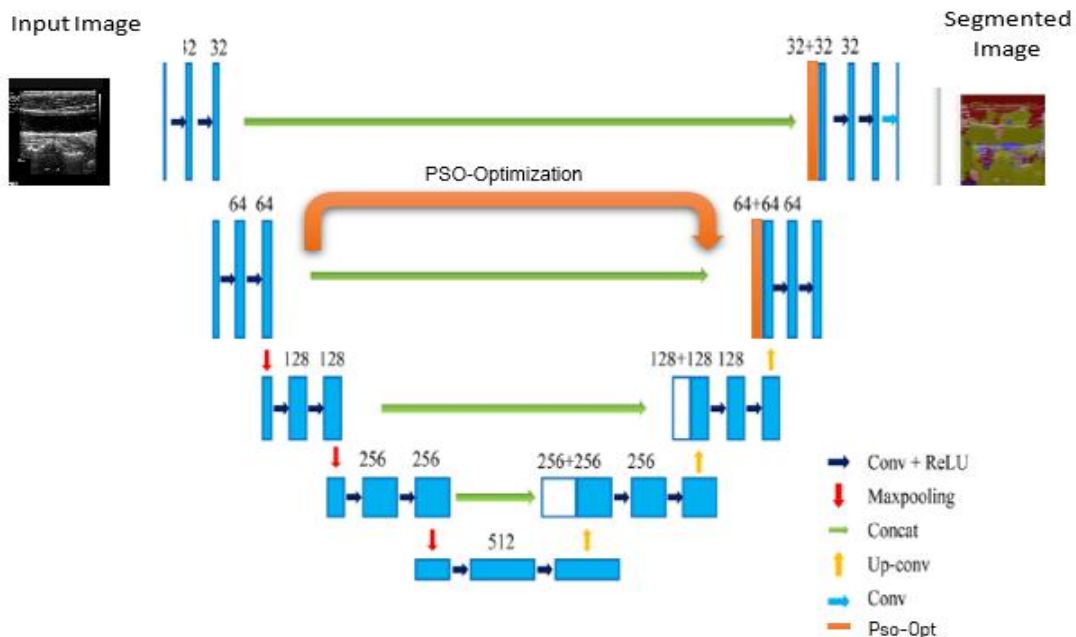 Input Image
Segmented
Image
32 32
32+32 32
PSO-Optimization
64 64
64+64 64
128 128
128+128 128
256 256
256+256 256
512
Conv + ReLU
Maxpooling
Concat
Up-conv
Conv
Pso-Opt